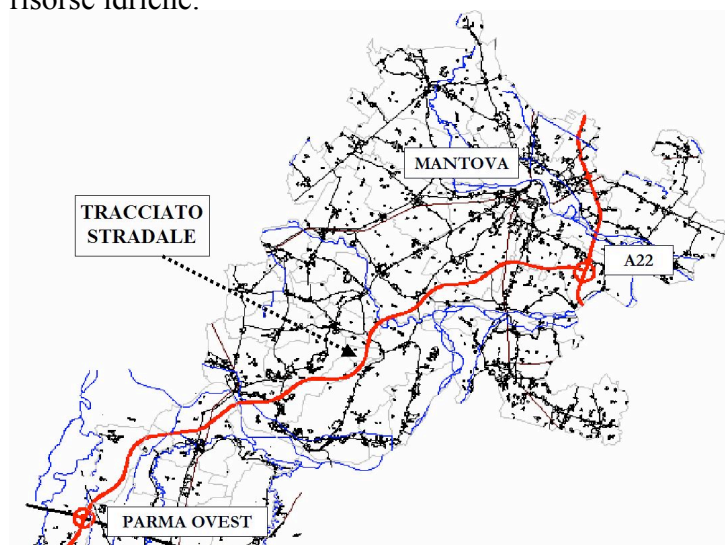 risorse idriche.
MANTOVA
TRACCIATO
STRADALE
A22
PARMA OVEST